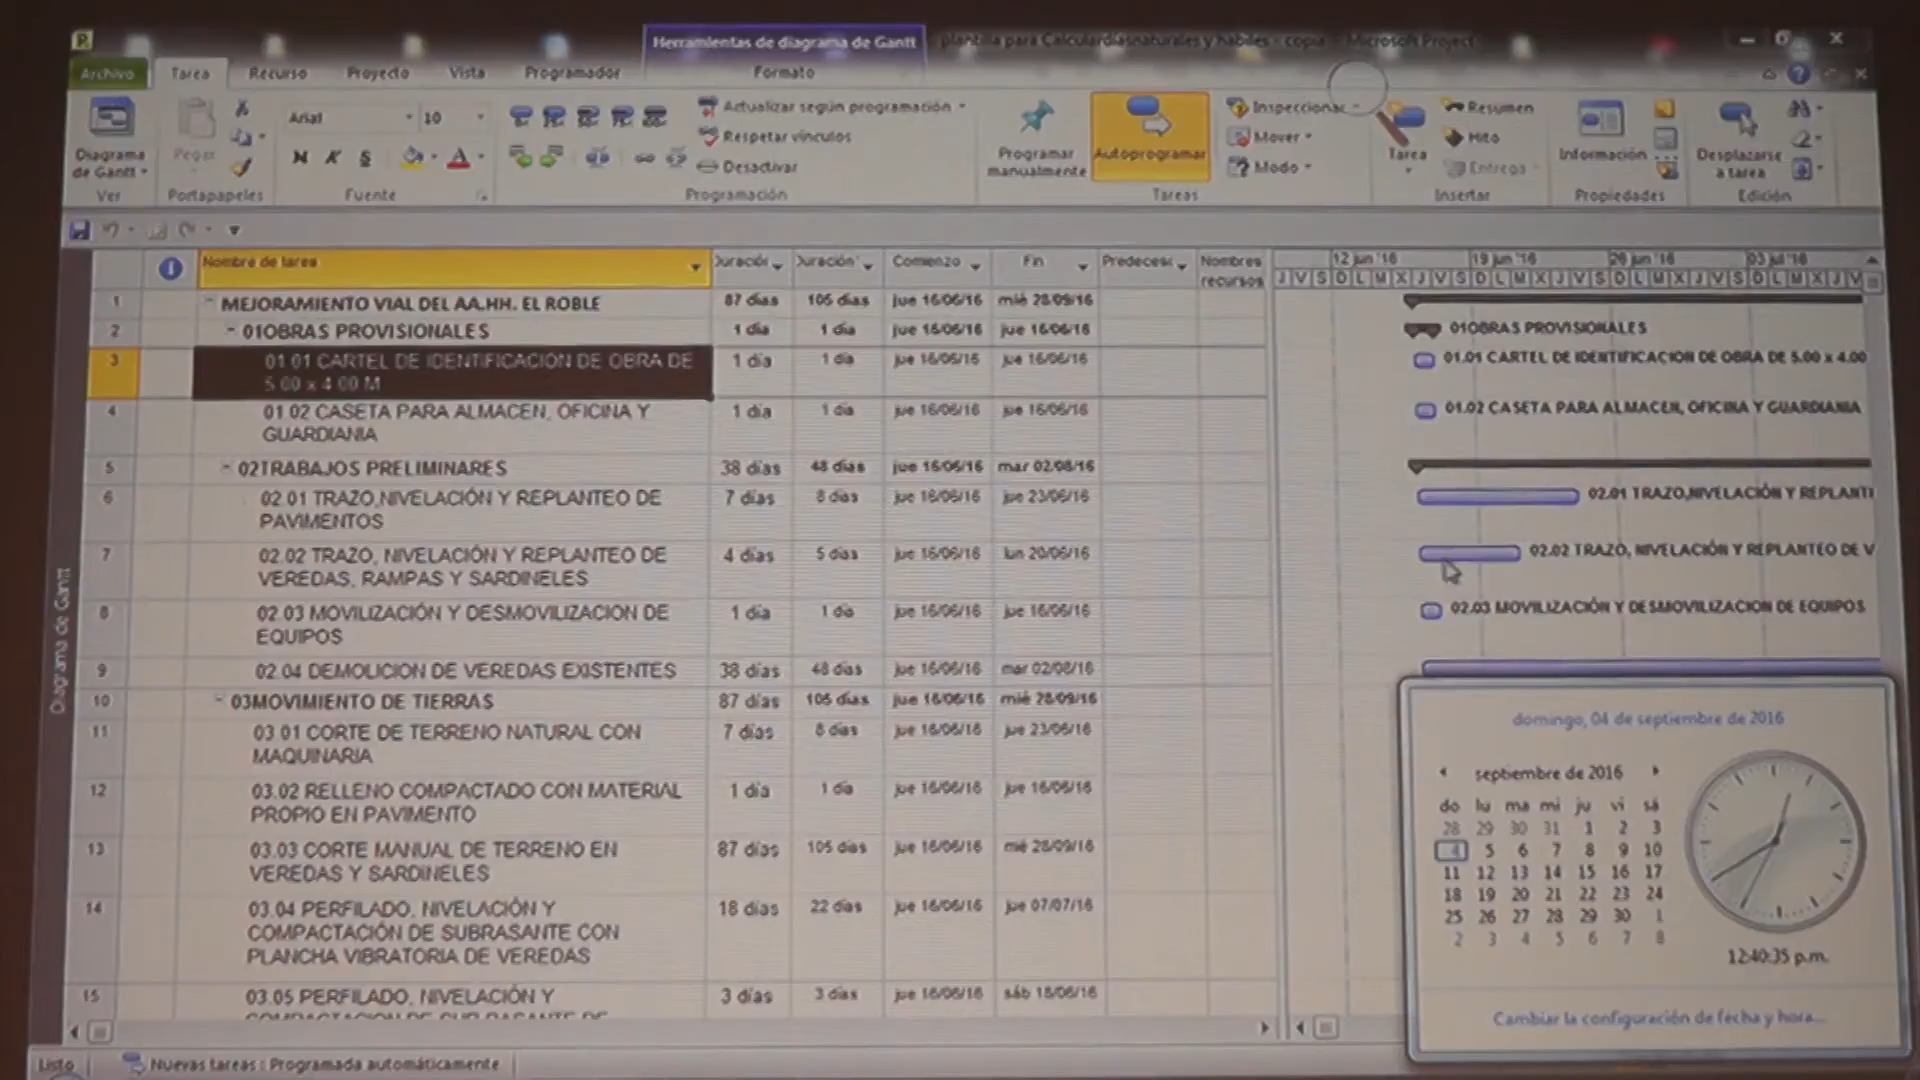 Herramientas de diagrama de Gantt
plantilla para Calculardiasnaturales y habiles - copia - Microsoft Project
Archivo Tarea Recurso Proyecto Vista Programador Formato
Diagrama de Gantt
Ver
Pegar
Portapapeles
Arial 10
N K S
Fuente
Actualizar según programación
Respetar vínculos
Desactivar
Programación
Programar manualmente
Autoprogramar
Inspeccionar
Mover
Modo
Tareas
Tarea
Resumen
Hito
Entrega
Insertar
Información
Propiedades
Desplazarse a tarea
Edición
Nombre de tarea Duración Duración Comienzo Fin Predeces Nombres recursos
12 jun '16 19 jun '16 26 jun '16 03 jul '16
J V S D L M X J V S D L M X J V S D L M X J V S D L M X J V
1 MEJORAMIENTO VIAL DEL AA.HH. EL ROBLE 87 días 105 días jue 16/06/16 mié 28/09/16
2 01OBRAS PROVISIONALES 1 día 1 día jue 16/06/16 jue 16/06/16
01OBRAS PROVISIONALES
3 01.01 CARTEL DE IDENTIFICACION DE OBRA DE 5.00 x 4.00 M 1 día 1 día jue 16/06/16 jue 16/06/16
01.01 CARTEL DE IDENTIFICACION DE OBRA DE 5.00 x 4.00
4 01.02 CASETA PARA ALMACEN, OFICINA Y GUARDIANIA 1 día 1 día jue 16/06/16 jue 16/06/16
01.02 CASETA PARA ALMACEN, OFICINA Y GUARDIANIA
5 02TRABAJOS PRELIMINARES 38 días 48 días jue 16/06/16 mar 02/08/16
6 02.01 TRAZO,NIVELACIÓN Y REPLANTEO DE PAVIMENTOS 7 días 8 días jue 16/06/16 jue 23/06/16
02.01 TRAZO,NIVELACIÓN Y REPLANTE
7 02.02 TRAZO, NIVELACIÓN Y REPLANTEO DE VEREDAS, RAMPAS Y SARDINELES 4 días 5 días jue 16/06/16 lun 20/06/16
02.02 TRAZO, NIVELACIÓN Y REPLANTEO DE V
8 02.03 MOVILIZACIÓN Y DESMOVILIZACION DE EQUIPOS 1 día 1 día jue 16/06/16 jue 16/06/16
02.03 MOVILIZACIÓN Y DESMOVILIZACION DE EQUIPOS
9 02.04 DEMOLICION DE VEREDAS EXISTENTES 38 días 48 días jue 16/06/16 mar 02/08/16
10 03MOVIMIENTO DE TIERRAS 87 días 105 días jue 16/06/16 mié 28/09/16
11 03.01 CORTE DE TERRENO NATURAL CON MAQUINARIA 7 días 8 días jue 16/06/16 jue 23/06/16
12 03.02 RELLENO COMPACTADO CON MATERIAL PROPIO EN PAVIMENTO 1 día 1 día jue 16/06/16 jue 16/06/16
13 03.03 CORTE MANUAL DE TERRENO EN VEREDAS Y SARDINELES 87 días 105 días jue 16/06/16 mié 28/09/16
14 03.04 PERFILADO, NIVELACIÓN Y COMPACTACIÓN DE SUBRASANTE CON PLANCHA VIBRATORIA DE VEREDAS 18 días 22 días jue 16/06/16 jue 07/07/16
15 03.05 PERFILADO, NIVELACIÓN Y COMPACTACION DE SUBRASANTE DE 3 días 3 días jue 16/06/16 sáb 18/06/16
Diagrama de Gantt
domingo, 04 de septiembre de 2016
septiembre de 2016
do lu ma mi ju vi sá
28 29 30 31 1 2 3
4 5 6 7 8 9 10
11 12 13 14 15 16 17
18 19 20 21 22 23 24
25 26 27 28 29 30 1
2 3 4 5 6 7 8
12:40:35 p.m.
Cambiar la configuración de fecha y hora...
Listo Nuevas tareas : Programada automáticamente